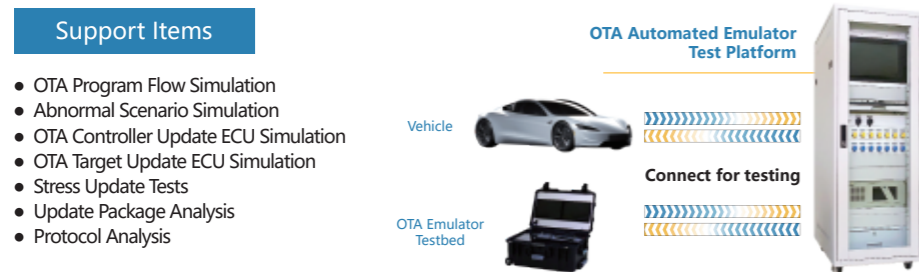 Support Items
● OTA Program Flow Simulation
● Abnormal Scenario Simulation
● OTA Controller Update ECU Simulation
● OTA Target Update ECU Simulation
● Stress Update Tests
● Update Package Analysis
● Protocol Analysis
OTA Automated Emulator
Test Platform
Vehicle
Connect for testing
OTA Emulator
Testbed